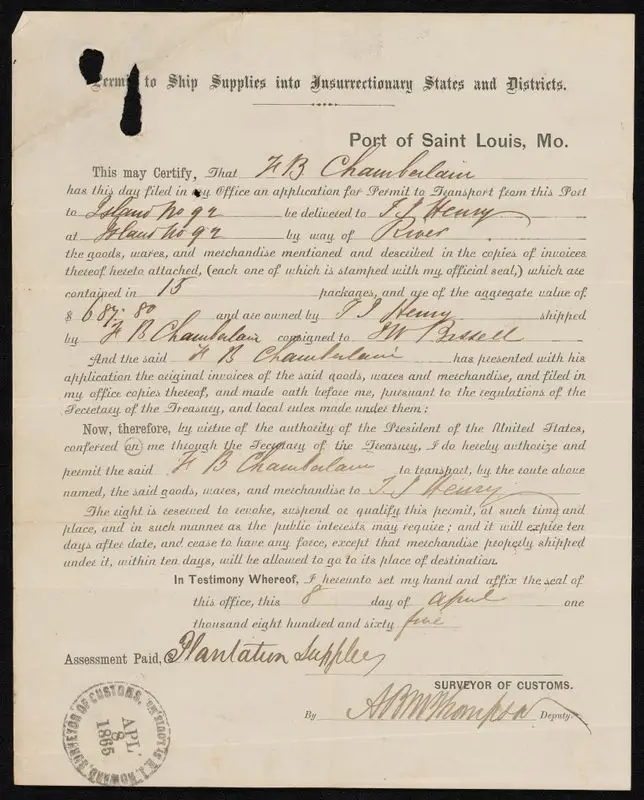 Permit to Ship Supplies into Insurrectionary States and Districts.
Port of Saint Louis, Mo.
This may Certify, That F B Chamberlain
has this day filed in my Office an application for Permit to Transport from this Port
to Island No 92 be delivered to T J Henry
at Island No 92 by way of River
the goods, wares, and merchandise mentioned and described in the copies of invoices
thereof hereto attached, (each one of which is stamped with my official seal,) which are
contained in 15 packages, and are of the aggregate value of
$ 687.80 and are owned by T J Henry shipped
by F B Chamberlain consigned to J W Bissell
And the said F B Chamberlain has presented with his
application the original invoices of the said goods, wares and merchandise, and filed in
my office copies thereof, and made oath before me, pursuant to the regulations of the
Secretary of the Treasury, and local rules made under them:
Now, therefore, by virtue of the authority of the President of the United States,
conferred on me through the Secretary of the Treasury, I do hereby authorize and
permit the said F B Chamberlain to transport, by the route above
named, the said goods, wares, and merchandise to T J Henry
The right is reserved to revoke, suspend or qualify this permit, at such time and
place, and in such manner as the public interests may require; and it will expire ten
days after date, and cease to have any force, except that merchandise properly shipped
under it, within ten days, will be allowed to go to its place of destination.
In Testimony Whereof, I hereunto set my hand and affix the seal of
this office, this 8 day of April one
thousand eight hundred and sixty five
Assessment Paid, Plantation Supplies
SURVEYOR OF CUSTOMS.
By A B M Thompson Deputy.
SURVEYOR OF CUSTOMS. ST. LOUIS, MO.
R. J. HOWARD,
APL
8
1865